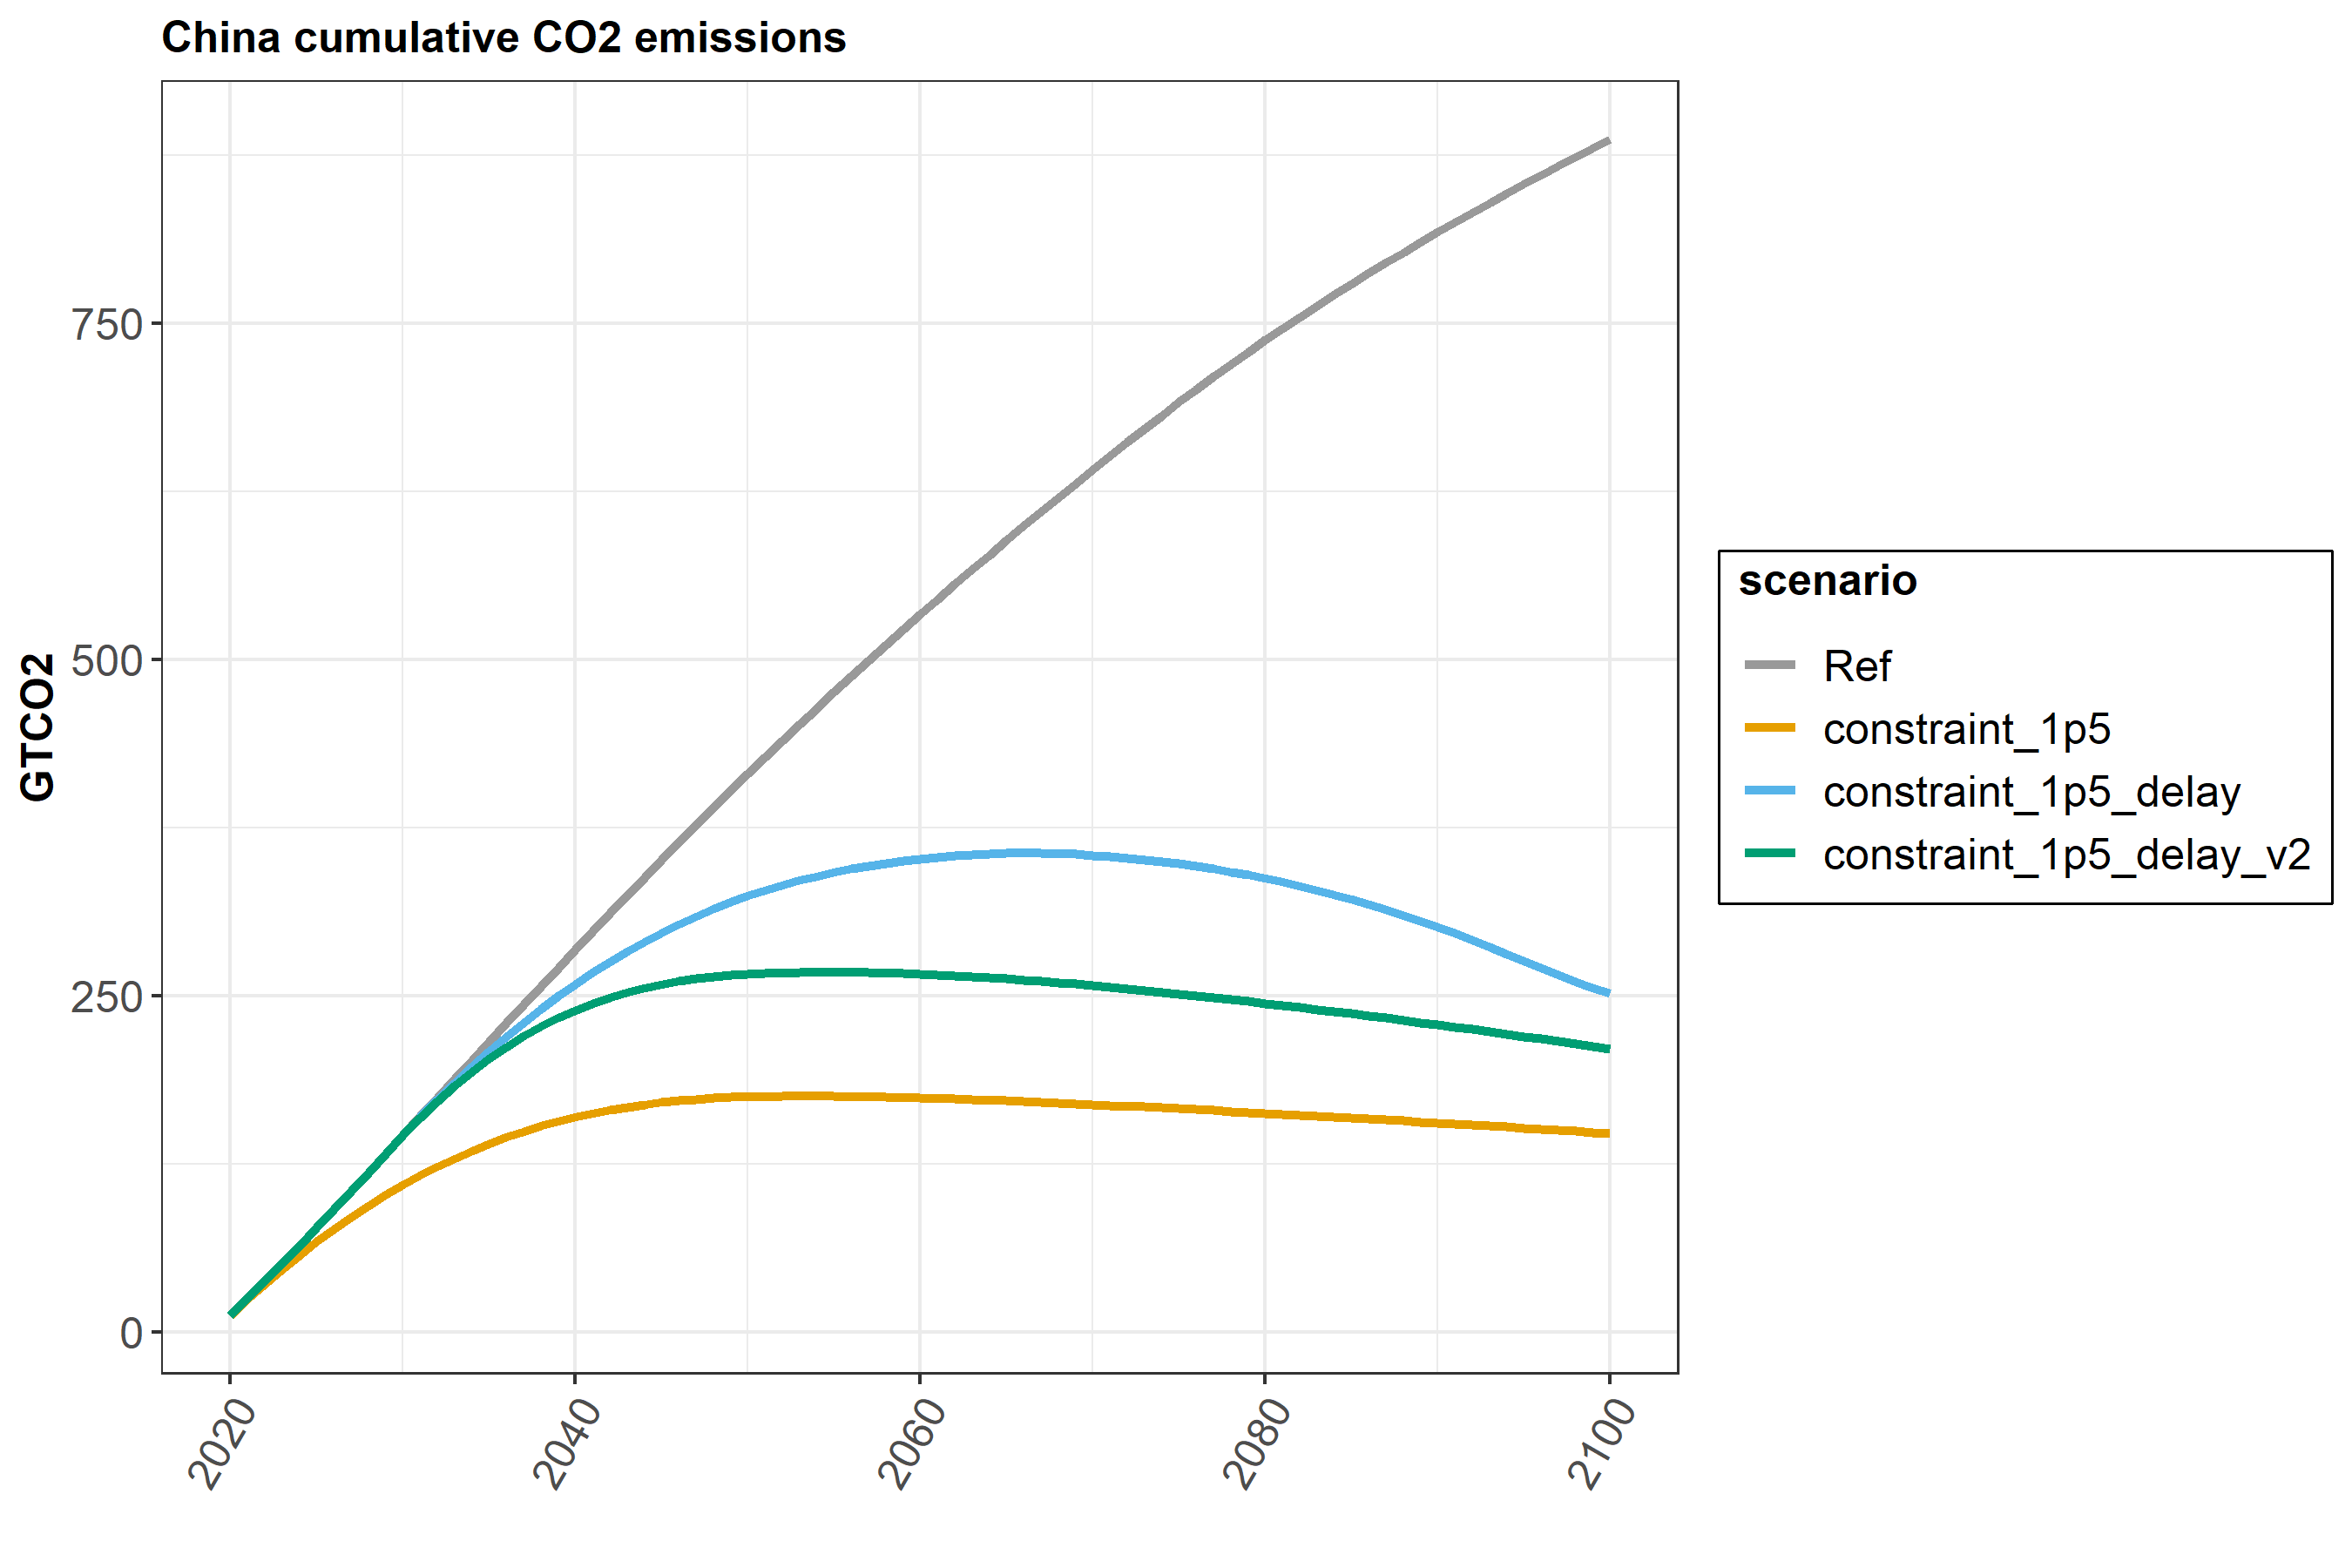 China cumulative CO2 emissions
GTCO2
750
500
250
0
2020
2040
2060
2080
2100
scenario
Ref
constraint_1p5
constraint_1p5_delay
constraint_1p5_delay_v2